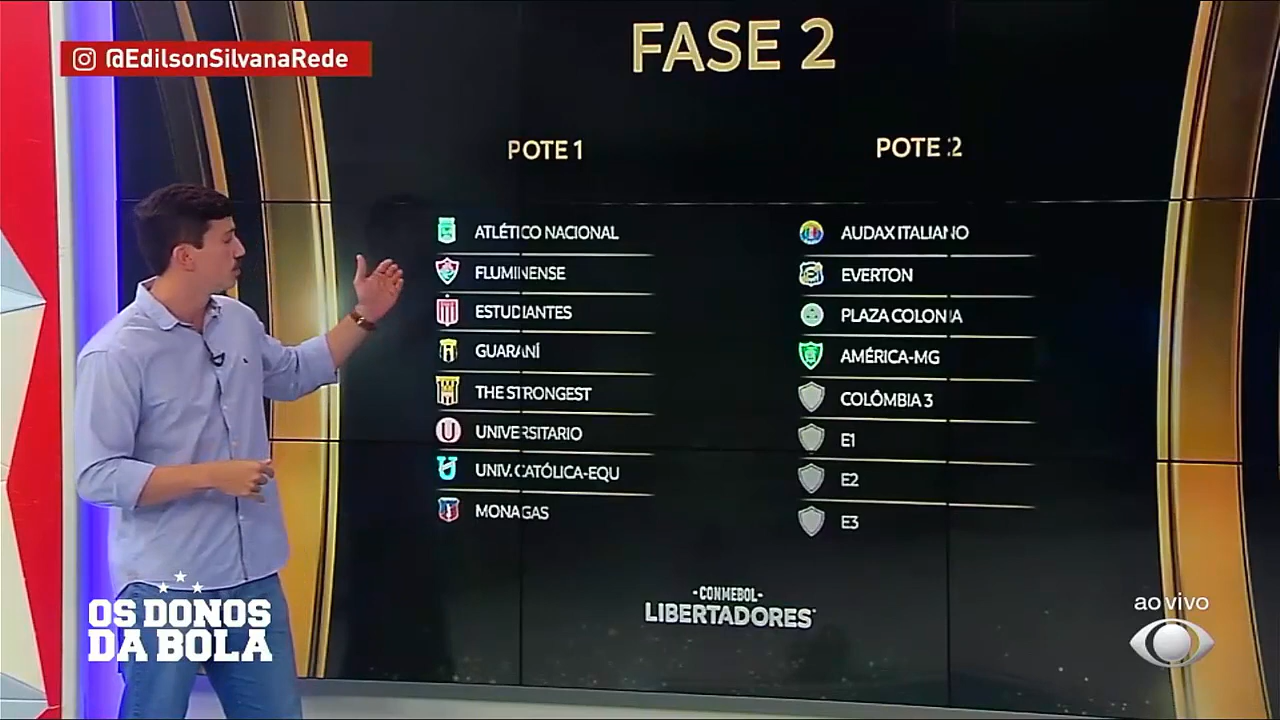 @EdilsonSilvanaRede
FASE 2
POTE 1
ATLÉTICO NACIONAL
FLUMINENSE
ESTUDIANTES
GUARANÍ
THE STRONGEST
UNIVERSITARIO
UNIV. CATÓLICA-EQU
MONAGAS
POTE 2
AUDAX ITALIANO
EVERTON
PLAZA COLONIA
AMÉRICA-MG
COLÔMBIA 3
E1
E2
E3
-CONMEBOL-
LIBERTADORES
OS DONOS
DA BOLA
ao vivo